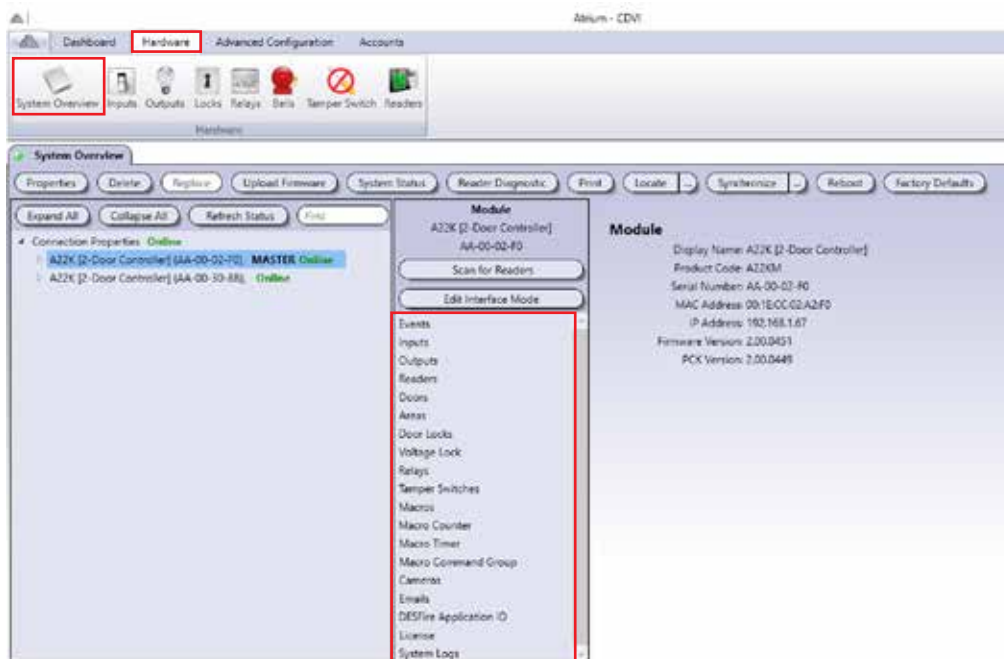 Atrium - CDVI
Dashboard Hardware Advanced Configuration Accounts
System Overview Inputs Outputs Locks Relays Bells Tamper Switch Readers
Hardware
System Overview
Properties Delete Replace Upload Firmware System Status Reader Diagnostic Print Locate ... Synchronize ... Reboot Factory Defaults
Expand All Collapse All Refresh Status Find
Connection Properties Online
A22K [2-Door Controller] (AA-00-02-F0), MASTER Online
A22K [2-Door Controller] (AA-00-30-88), Online
Module
A22K [2-Door Controller]
AA-00-02-F0
Scan for Readers
Edit Interface Mode
Events
Inputs
Outputs
Readers
Doors
Areas
Door Locks
Voltage Lock
Relays
Tamper Switches
Macros
Macro Counter
Macro Timer
Macro Command Group
Cameras
Emails
DESFire Application IO
License
System Logs
Module
Display Name: A22K [2-Door Controller]
Product Code: A22KM
Serial Number: AA-00-02-F0
MAC Address: 00:1E:CC:02:A2:F0
IP Address: 192.168.1.67
Firmware Version: 2.00.0451
PCK Version: 2.00.0449